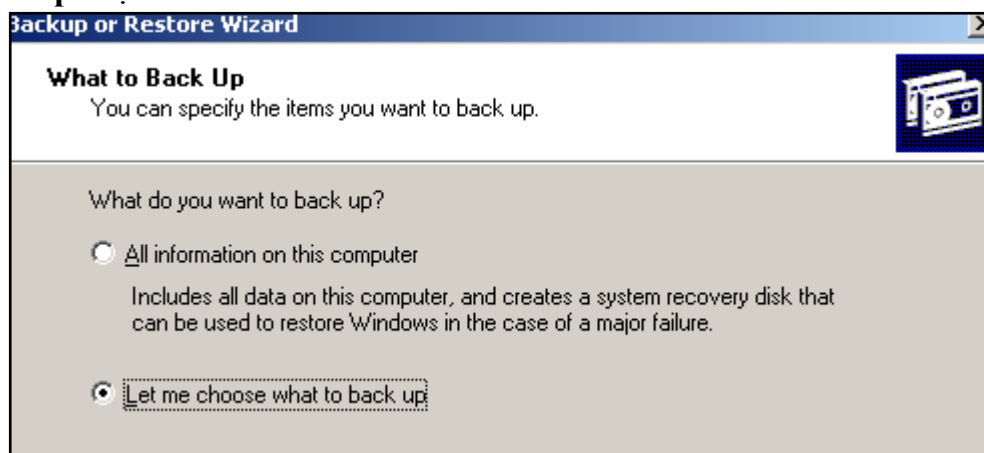 Backup or Restore Wizard
What to Back Up
You can specify the items you want to back up.
What do you want to back up?
All information on this computer
Includes all data on this computer, and creates a system recovery disk that
can be used to restore Windows in the case of a major failure.
Let me choose what to back up